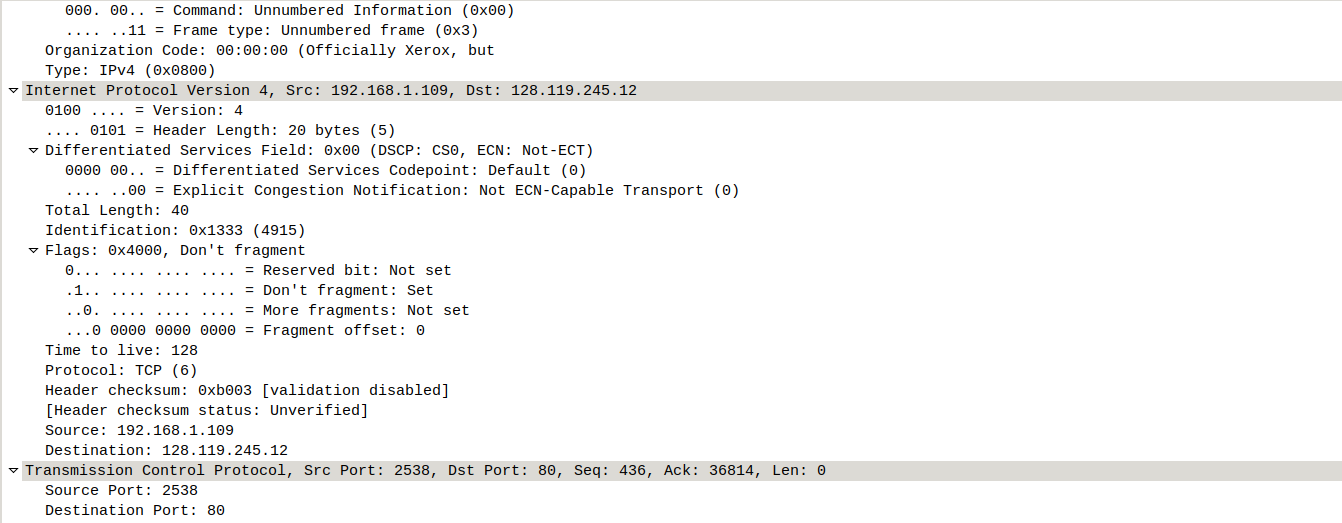 000. 00.. = Command: Unnumbered Information (0x00)
.... ..11 = Frame type: Unnumbered frame (0x3)
Organization Code: 00:00:00 (Officially Xerox, but
Type: IPv4 (0x0800)
Internet Protocol Version 4, Src: 192.168.1.109, Dst: 128.119.245.12
0100 .... = Version: 4
.... 0101 = Header Length: 20 bytes (5)
Differentiated Services Field: 0x00 (DSCP: CS0, ECN: Not-ECT)
0000 00.. = Differentiated Services Codepoint: Default (0)
.... ..00 = Explicit Congestion Notification: Not ECN-Capable Transport (0)
Total Length: 40
Identification: 0x1333 (4915)
Flags: 0x4000, Don't fragment
0... .... .... .... = Reserved bit: Not set
.1.. .... .... .... = Don't fragment: Set
..0. .... .... .... = More fragments: Not set
...0 0000 0000 0000 = Fragment offset: 0
Time to live: 128
Protocol: TCP (6)
Header checksum: 0xb003 [validation disabled]
[Header checksum status: Unverified]
Source: 192.168.1.109
Destination: 128.119.245.12
Transmission Control Protocol, Src Port: 2538, Dst Port: 80, Seq: 436, Ack: 36814, Len: 0
Source Port: 2538
Destination Port: 80